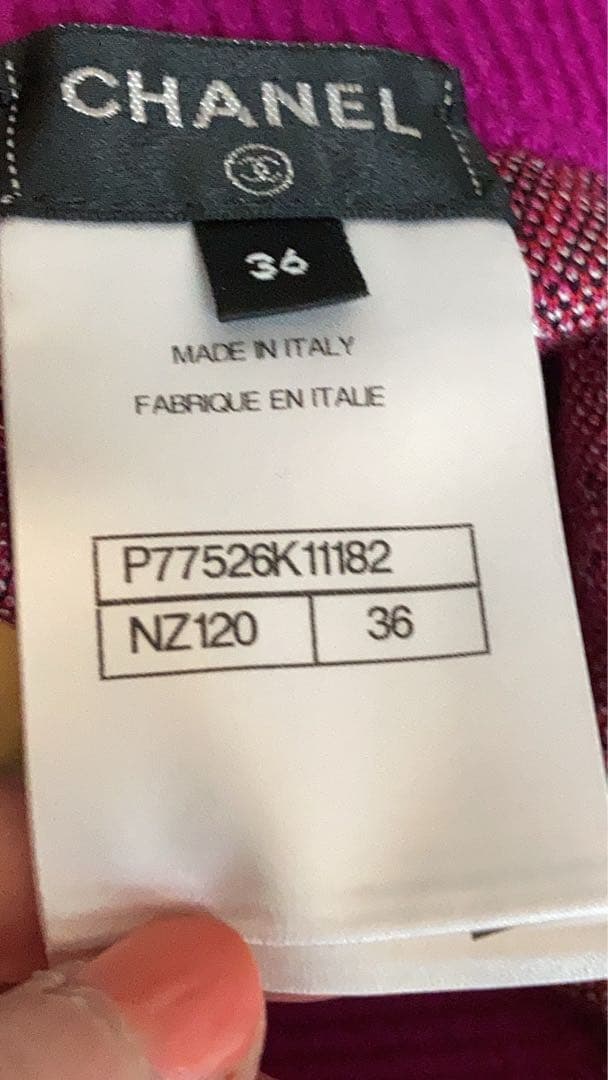 CHANEL
36
MADE IN ITALY
FABRIQUE EN ITALIE
P77526K11182
NZ120 36